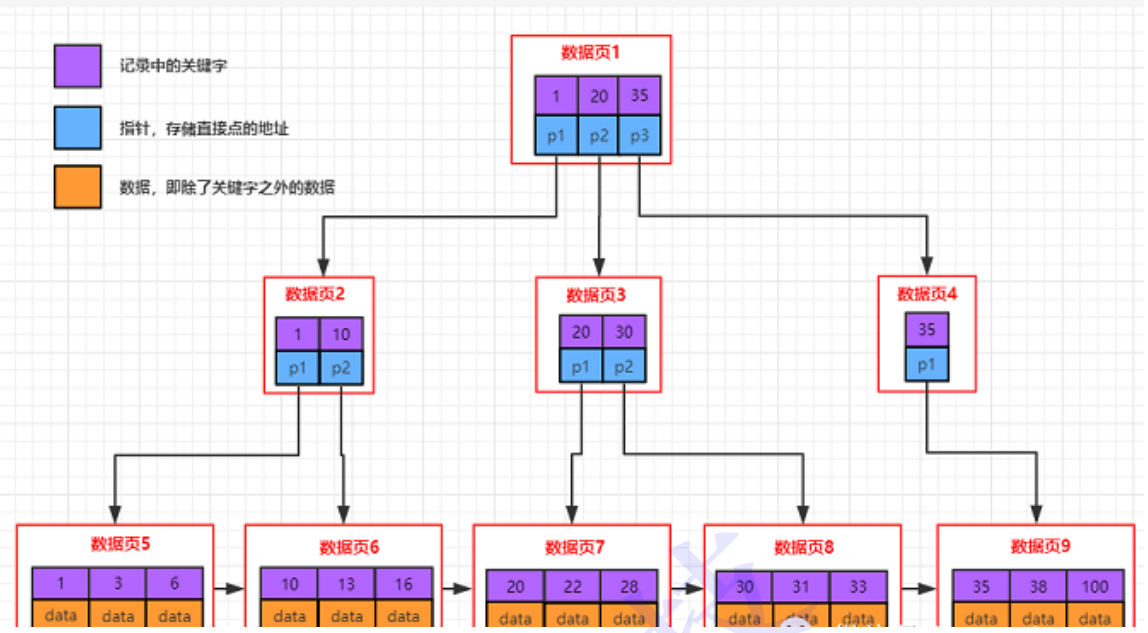 记录中的关键字
指针，存储直接点的地址
数据，即除了关键字之外的数据
数据页1
1 20 35
p1 p2 p3
数据页2
1 10
p1 p2
数据页3
20 30
p1 p2
数据页4
35
p1
数据页5
1 3 6
data data data
数据页6
10 13 16
data data data
数据页7
20 22 28
data data data
数据页8
30 31 33
data data data
数据页9
35 38 100
data data data